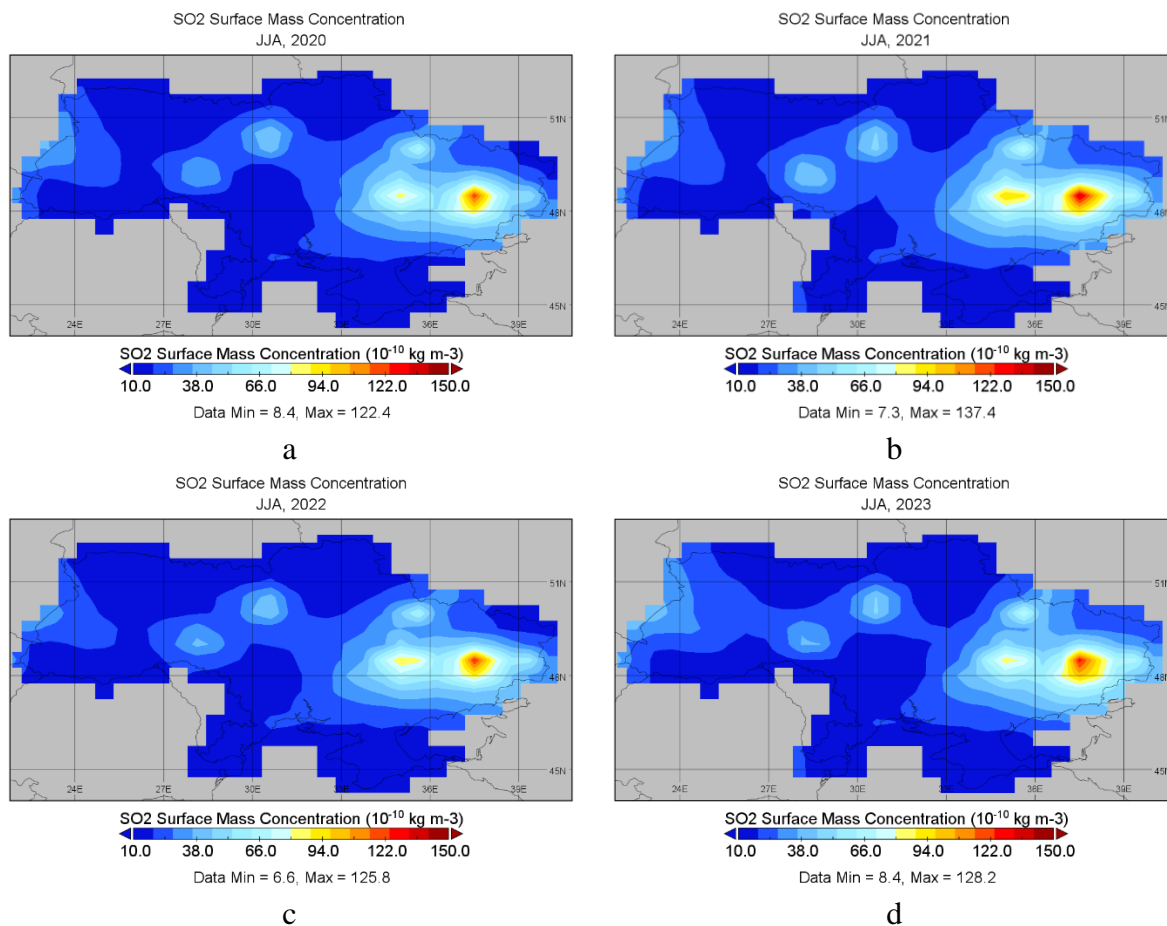 SO2 Surface Mass Concentration
JJA, 2020
51N
48N
45N
24E 27E 30E 33E 36E 39E
SO2 Surface Mass Concentration (10⁻¹⁰ kg m-3)
10.0 38.0 66.0 94.0 122.0 150.0
Data Min = 8.4, Max = 122.4
a
SO2 Surface Mass Concentration
JJA, 2021
51N
48N
45N
24E 27E 30E 33E 36E 39E
SO2 Surface Mass Concentration (10⁻¹⁰ kg m-3)
10.0 38.0 66.0 94.0 122.0 150.0
Data Min = 7.3, Max = 137.4
b
SO2 Surface Mass Concentration
JJA, 2022
51N
48N
45N
24E 27E 30E 33E 36E 39E
SO2 Surface Mass Concentration (10⁻¹⁰ kg m-3)
10.0 38.0 66.0 94.0 122.0 150.0
Data Min = 6.6, Max = 125.8
c
SO2 Surface Mass Concentration
JJA, 2023
51N
48N
45N
24E 27E 30E 33E 36E 39E
SO2 Surface Mass Concentration (10⁻¹⁰ kg m-3)
10.0 38.0 66.0 94.0 122.0 150.0
Data Min = 8.4, Max = 128.2
d